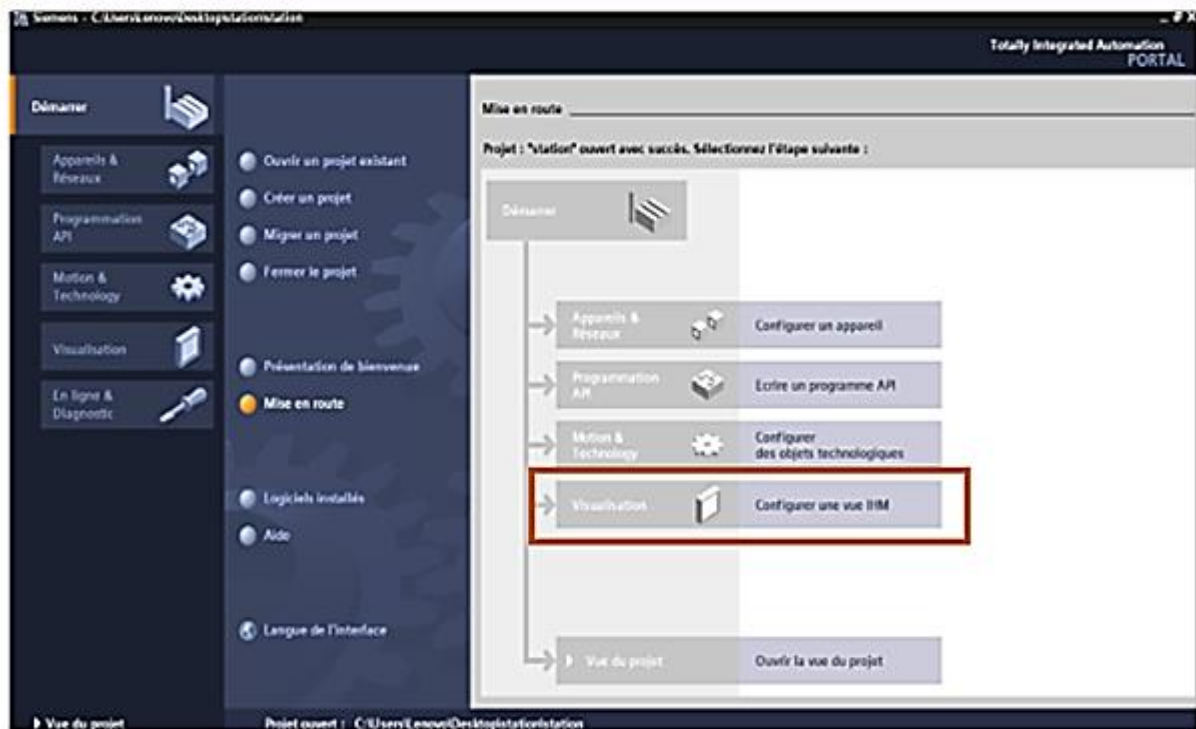 Siemens - C:\Users\Lenovo\Desktop\station\station
Totally Integrated Automation
PORTAL
Démarrer
Appareils &
Réseaux
Programmation
API
Motion &
Technology
Visualisation
En ligne &
Diagnostic
Ouvrir un projet existant
Créer un projet
Migrer un projet
Fermer le projet
Présentation de bienvenue
Mise en route
Logiciels installés
Aide
Langue de l'interface
Mise en route
Projet : "station" ouvert avec succès. Sélectionnez l'étape suivante :
Démarrer
Appareils &
Réseaux
Configurer un appareil
Programmation
API
Ecrire un programme API
Motion &
Technology
Configurer
des objets technologiques
Visualisation
Configurer une vue IHM
Vue du projet
Ouvrir la vue du projet
Vue du projet
Projet ouvert : C:\Users\Lenovo\Desktop\station\station